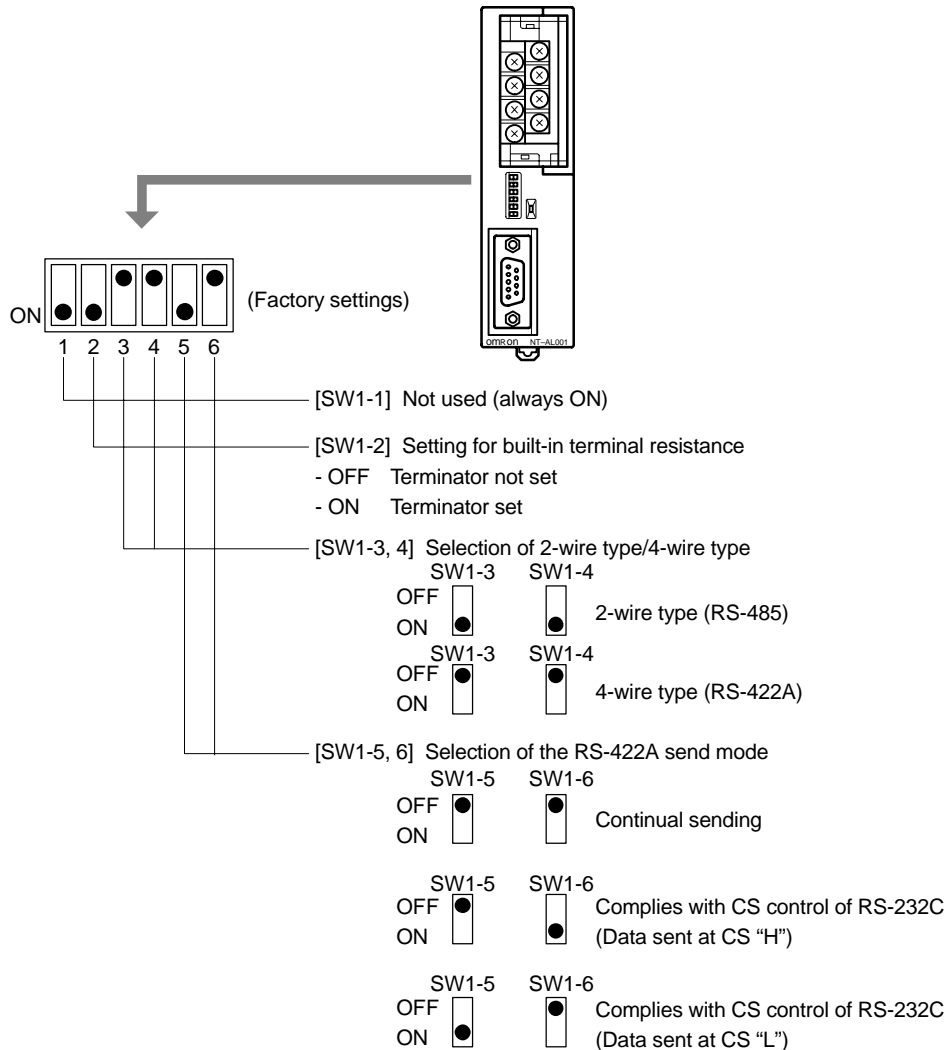 omron NT-AL001
(Factory settings)
ON
1 2 3 4 5 6
[SW1-1] Not used (always ON)
[SW1-2] Setting for built-in terminal resistance
- OFF Terminator not set
- ON Terminator set
[SW1-3, 4] Selection of 2-wire type/4-wire type
SW1-3 SW1-4
OFF
ON
2-wire type (RS-485)
SW1-3 SW1-4
OFF
ON
4-wire type (RS-422A)
[SW1-5, 6] Selection of the RS-422A send mode
SW1-5 SW1-6
OFF
ON
Continual sending
SW1-5 SW1-6
OFF
ON
Complies with CS control of RS-232C
(Data sent at CS “H”)
SW1-5 SW1-6
OFF
ON
Complies with CS control of RS-232C
(Data sent at CS “L”)